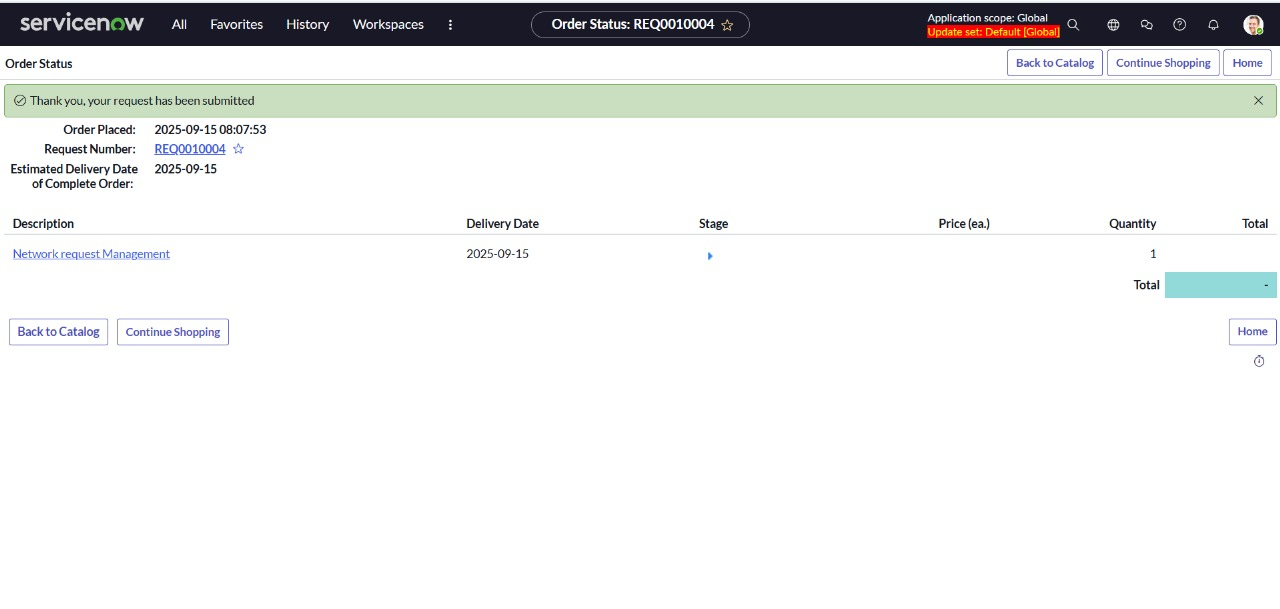 servicenow All Favorites History Workspaces Order Status: REQ0010004 Application scope: Global
Update set: Default [Global]
Order Status Back to Catalog Continue Shopping Home
Thank you, your request has been submitted
Order Placed: 2025-09-15 08:07:53
Request Number: REQ0010004
Estimated Delivery Date 2025-09-15
of Complete Order:
Description Delivery Date Stage Price (ea.) Quantity Total
Network request Management 2025-09-15 1
Total -
Back to Catalog Continue Shopping Home